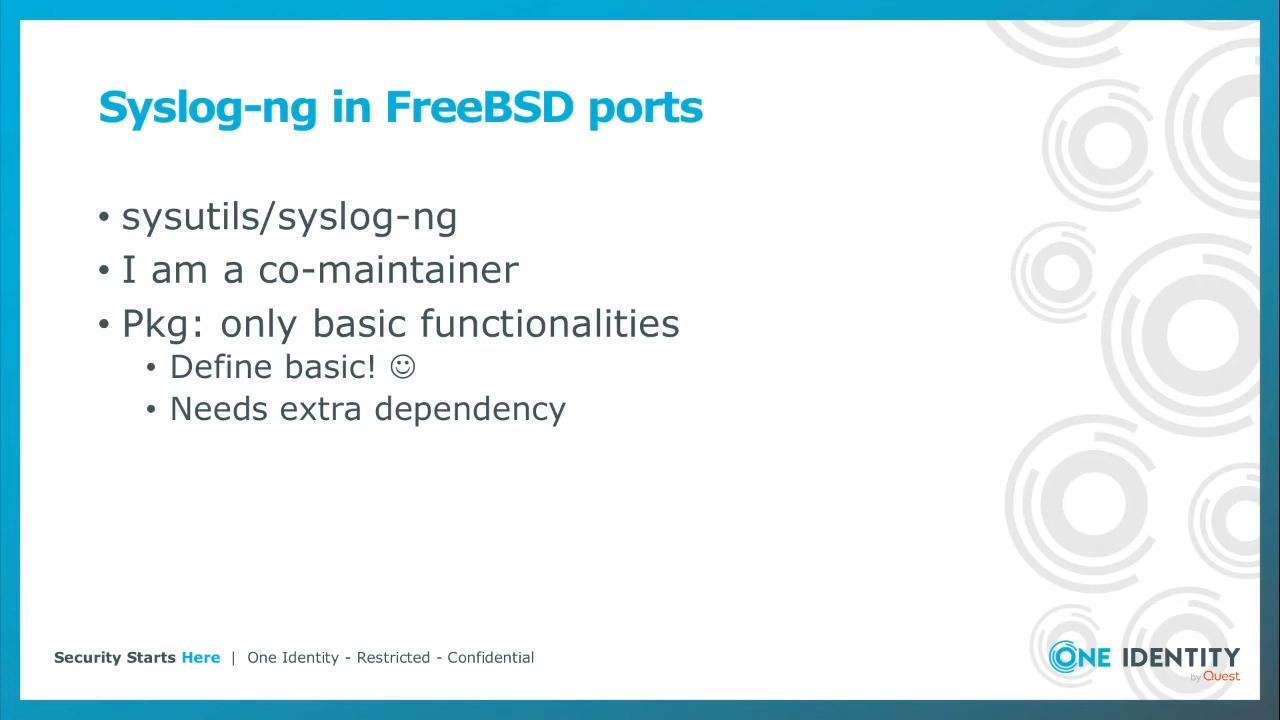 Syslog-ng in FreeBSD ports
• sysutils/syslog-ng
• I am a co-maintainer
• Pkg: only basic functionalities
• Define basic! ☺
• Needs extra dependency
Security Starts Here | One Identity - Restricted - Confidential
ONE IDENTITY
by Quest